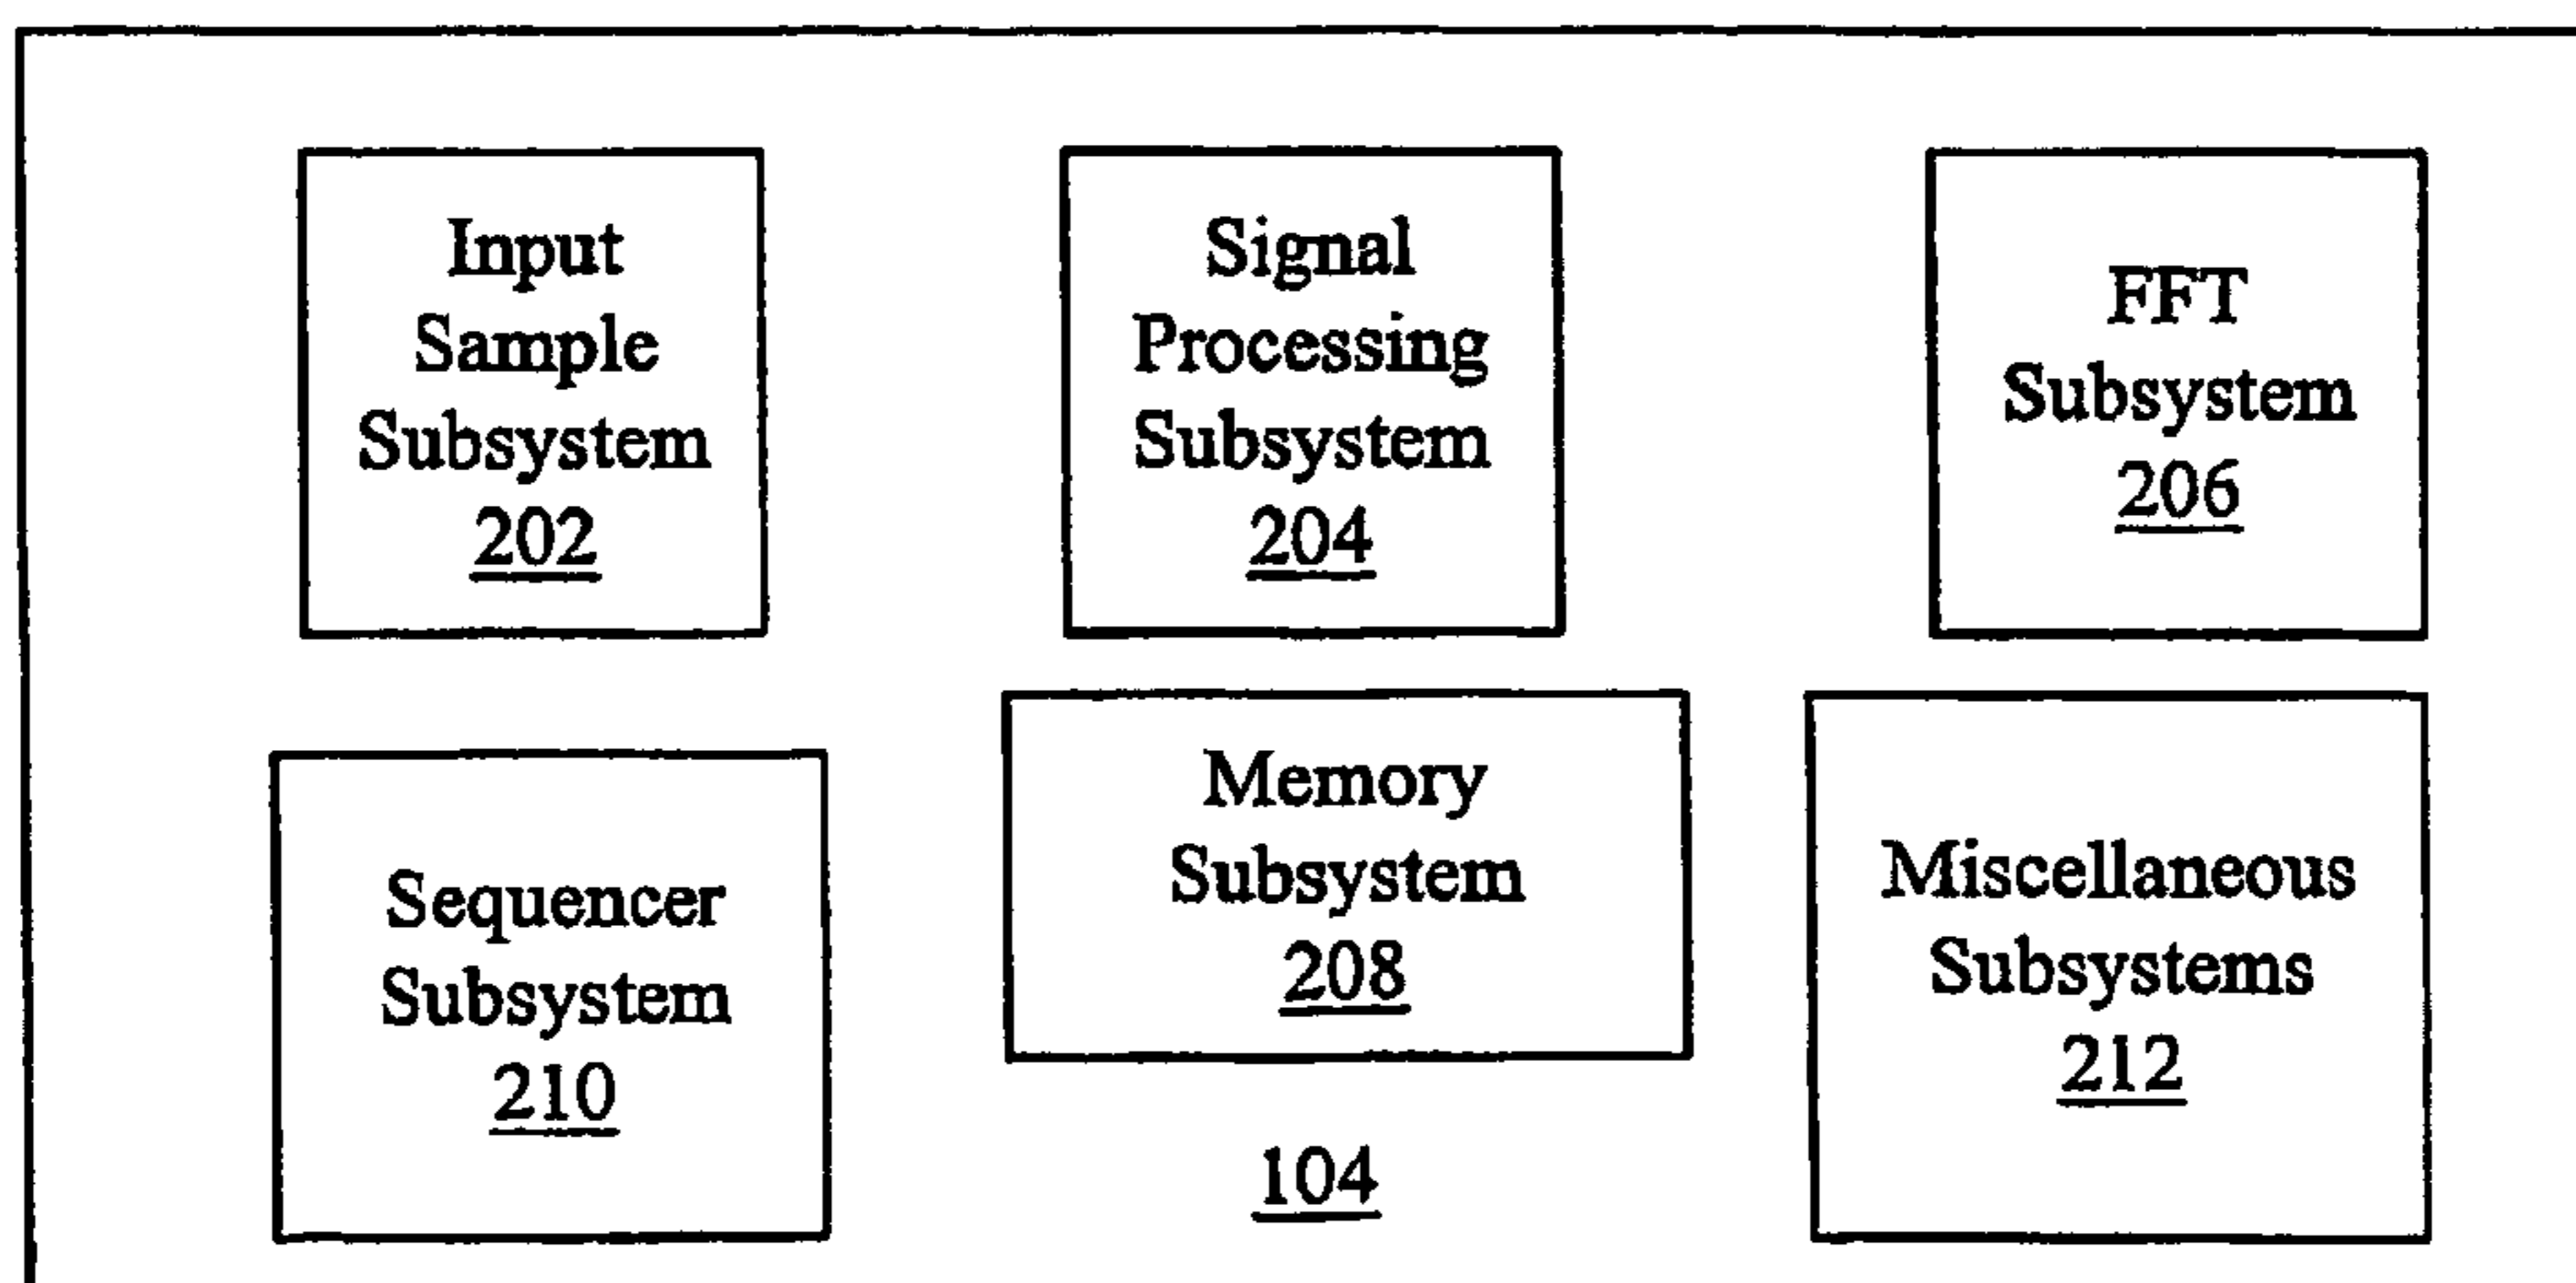 Input
Sample
Subsystem
202
Signal
Processing
Subsystem
204
FFT
Subsystem
206
Sequencer
Subsystem
210
Memory
Subsystem
208
Miscellaneous
Subsystems
212
104